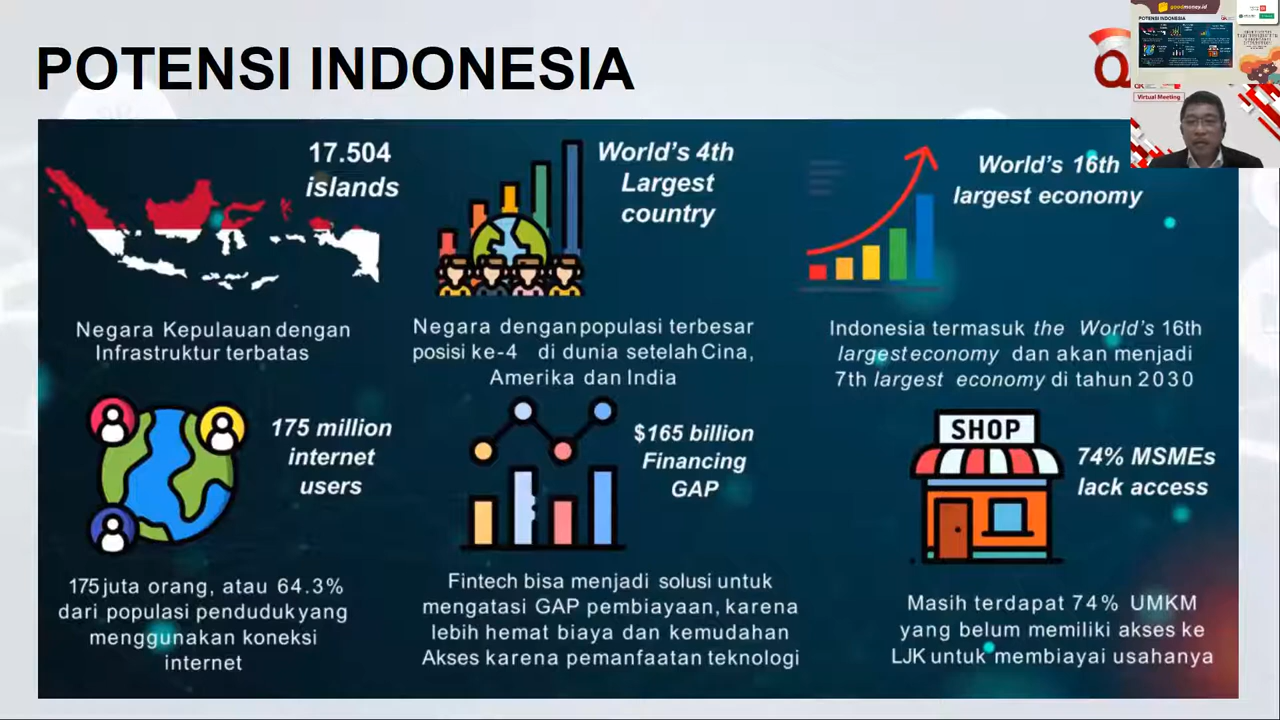 POTENSI INDONESIA
goodmoney.id
POTENSI INDONESIA
Virtual Meeting
17.504
islands
Negara Kepulauan dengan
Infrastruktur terbatas
World's 4th
Largest
country
Negara dengan populasi terbesar
posisi ke-4 di dunia setelah Cina,
Amerika dan India
World's 16th
largest economy
Indonesia termasuk the World's 16th
largest economy dan akan menjadi
7th largest economy di tahun 2030
175 million
internet
users
175 juta orang, atau 64.3%
dari populasi penduduk yang
menggunakan koneksi
internet
$165 billion
Financing
GAP
Fintech bisa menjadi solusi untuk
mengatasi GAP pembiayaan, karena
lebih hemat biaya dan kemudahan
Akses karena pemanfaatan teknologi
SHOP
74% MSMEs
lack access
Masih terdapat 74% UMKM
yang belum memiliki akses ke
LJK untuk membiayai usahanya